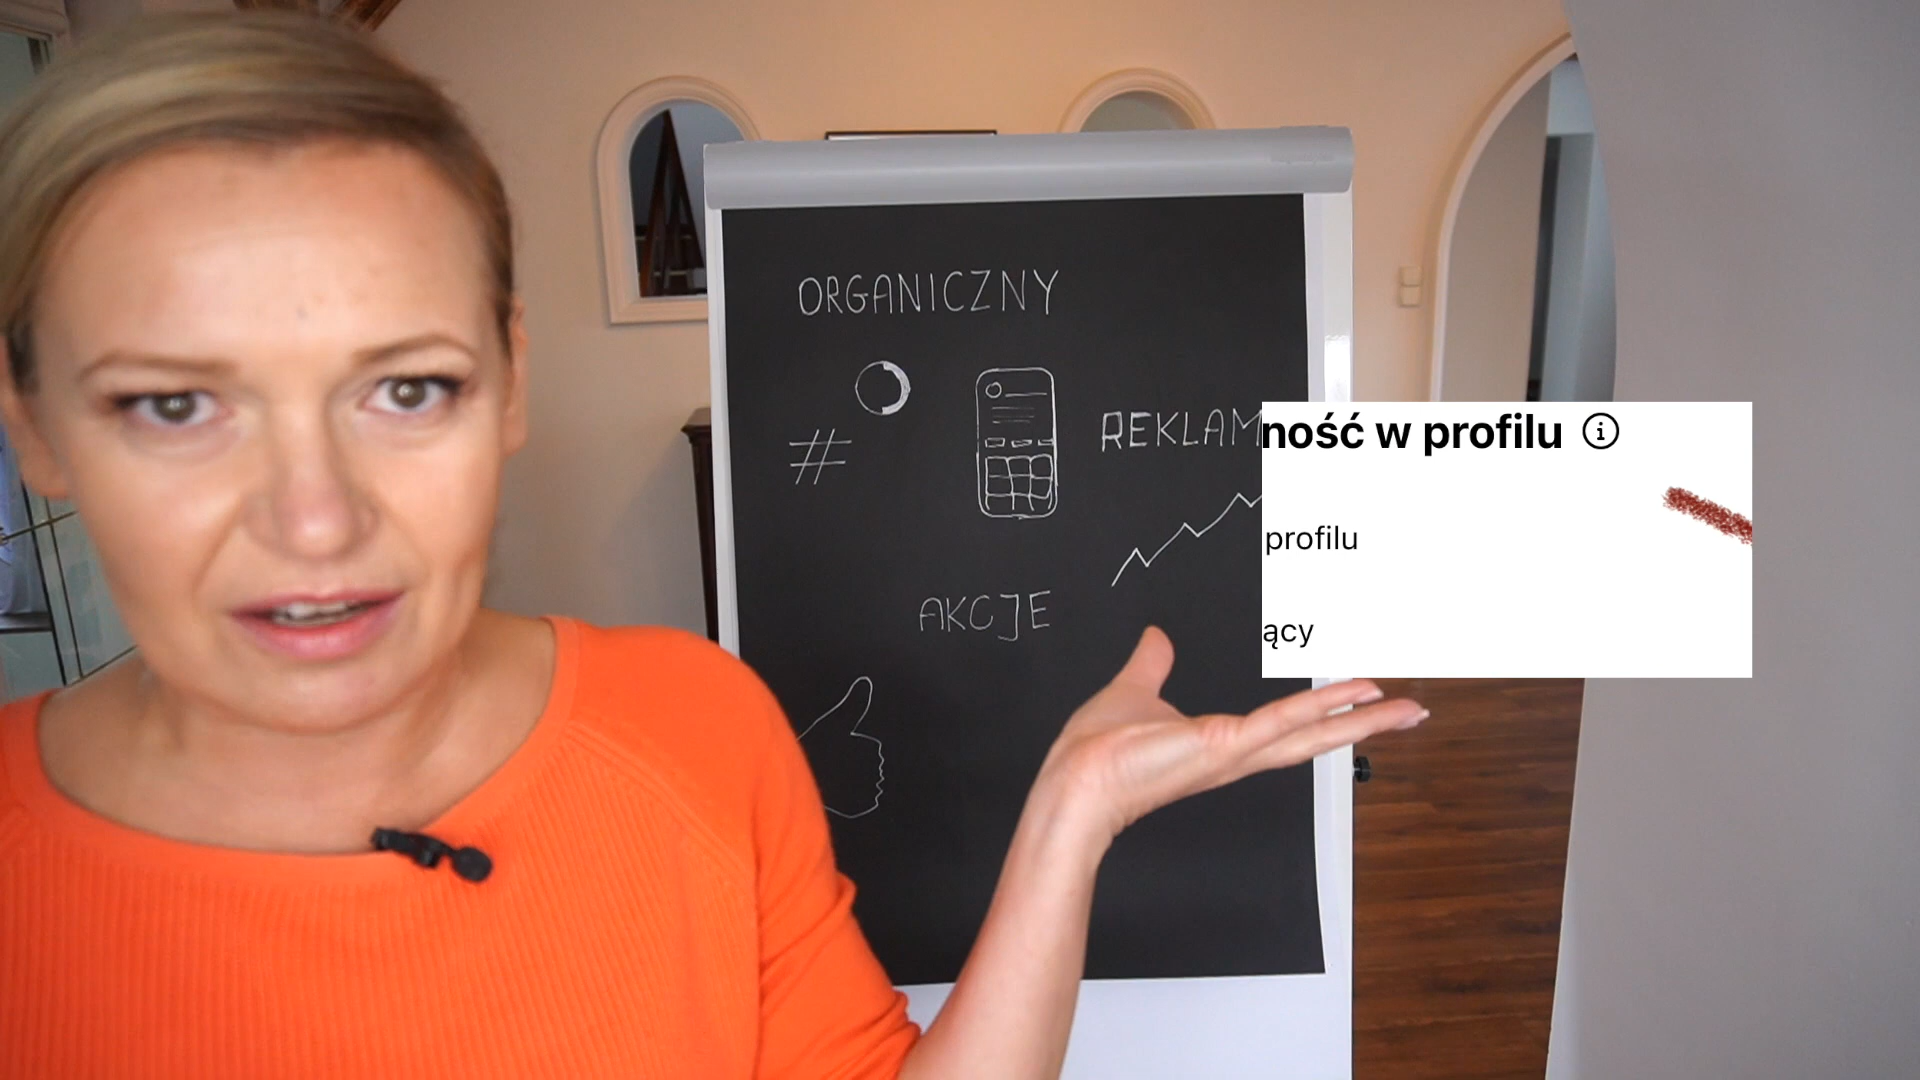 ORGANICZNY
#
REKLAM
ność w profilu
profilu
ący
AKCJE